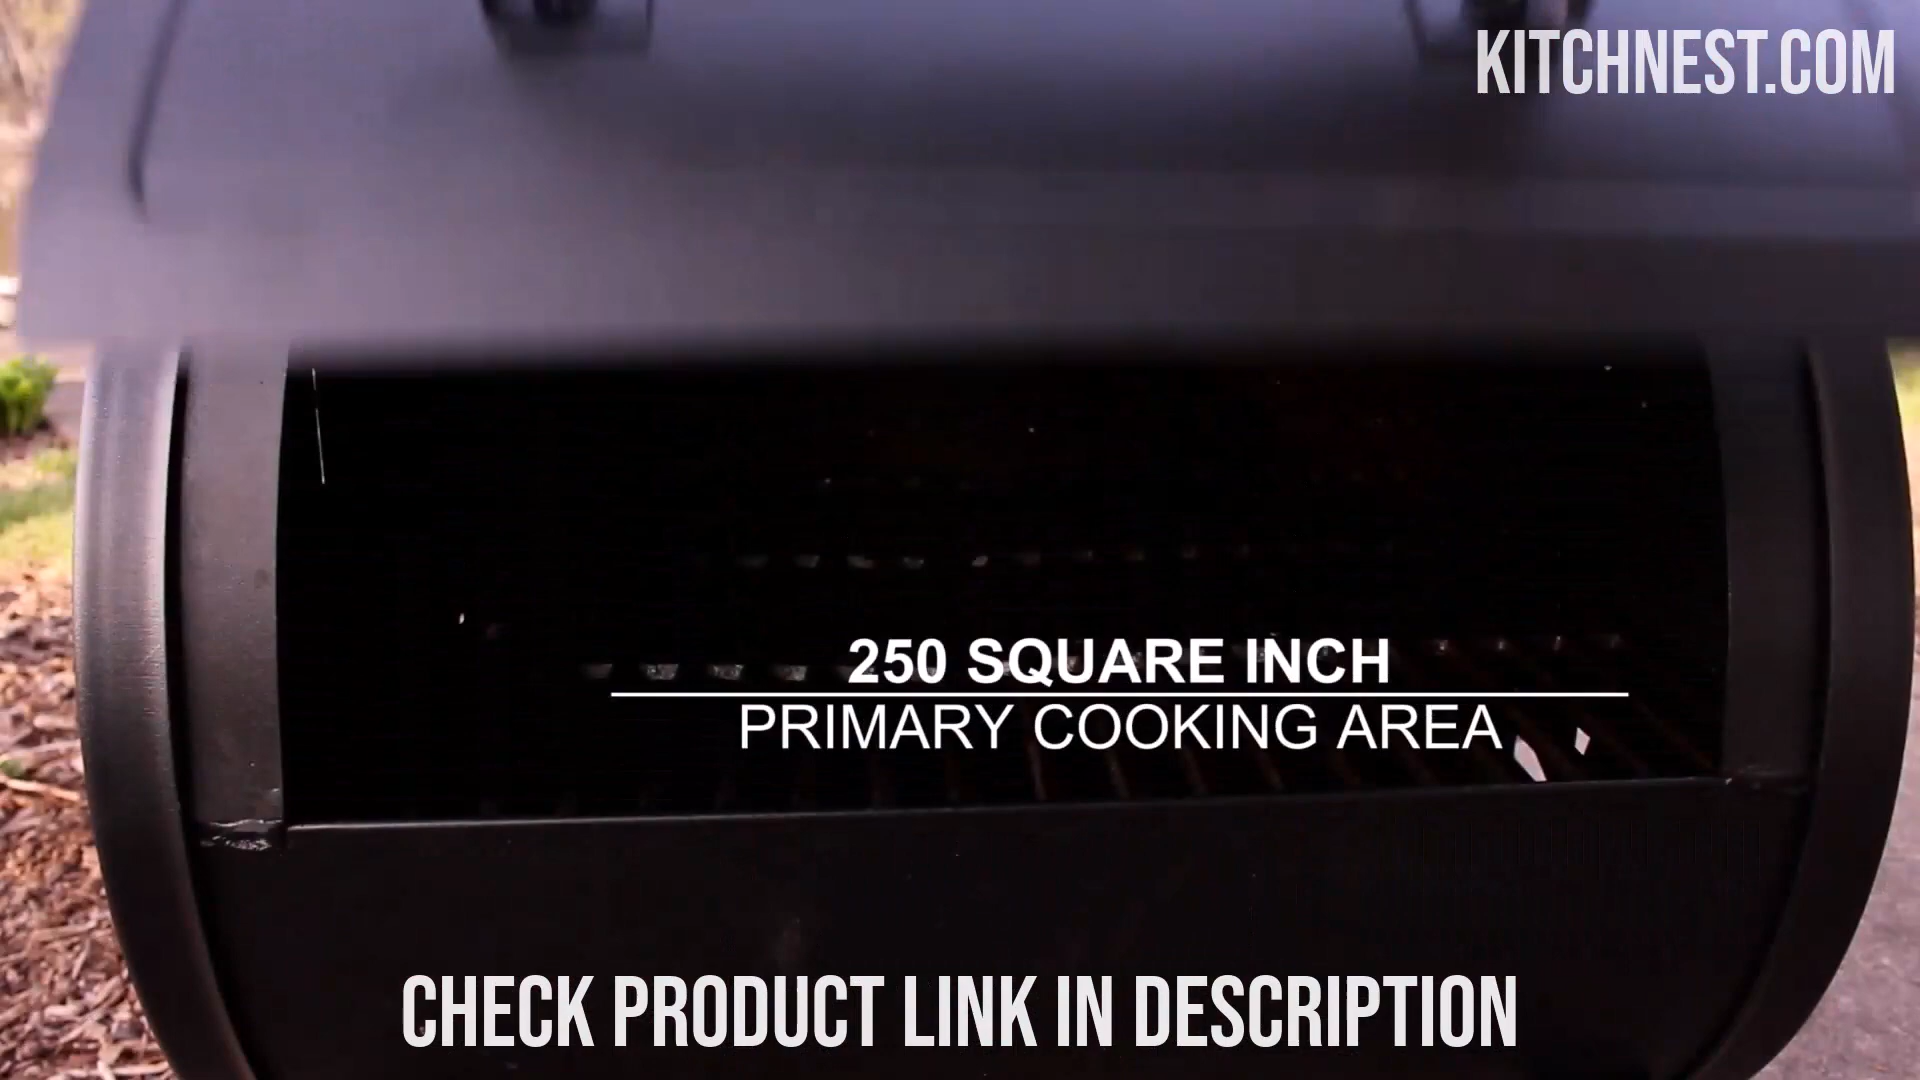 KITCHNEST.COM
250 SQUARE INCH
PRIMARY COOKING AREA
CHECK PRODUCT LINK IN DESCRIPTION